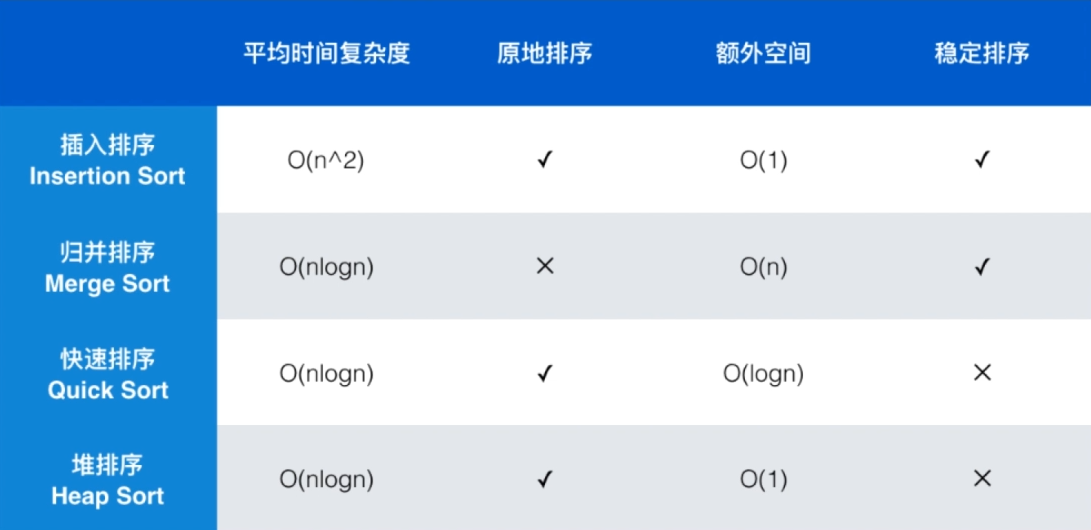 平均时间复杂度 原地排序 额外空间 稳定排序
插入排序
Insertion Sort
O(n^2) ✓ O(1) ✓
归并排序
Merge Sort
O(nlogn) ✕ O(n) ✓
快速排序
Quick Sort
O(nlogn) ✓ O(logn) ✕
堆排序
Heap Sort
O(nlogn) ✓ O(1) ✕